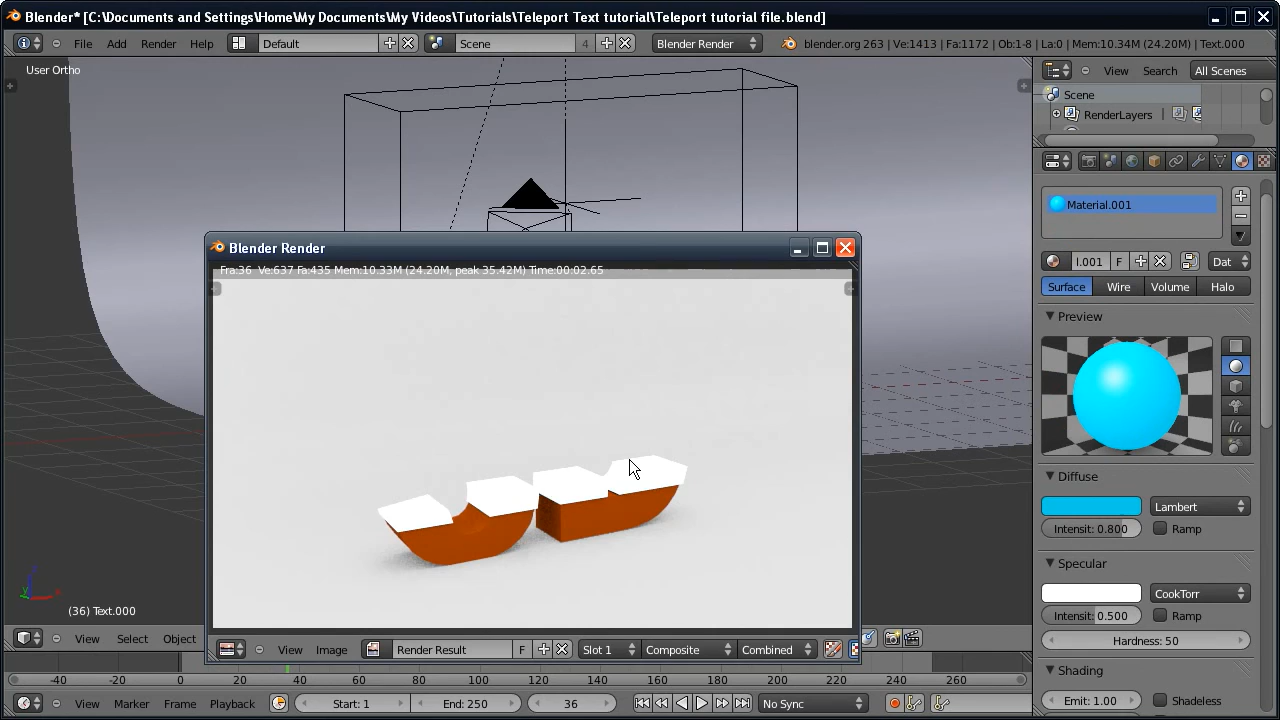 Blender* [C:\Documents and Settings\Home\My Documents\My Videos\Tutorials\Teleport Text tutorial\Teleport tutorial file.blend]
File Add Render Help Default Scene 4 Blender Render blender.org 263 | Ve:1413 | Fa:1172 | Ob:1-8 | La:0 | Mem:10.34M (24.20M) | Text.000
User Ortho
View Search All Scenes
Scene
RenderLayers
Material.001
I.001 F Dat
Surface Wire Volume Halo
Preview
Blender Render
Fra:36 Ve:637 Fa:435 Mem:10.33M (24.20M, peak 35.42M) Time:00:02.65
Diffuse
Lambert
Intensit: 0.800 Ramp
Specular
CookTorr
Intensit: 0.500 Ramp
Hardness: 50
Shading
Emit: 1.00 Shadeless
(36) Text.000
View Select Object
View Image Render Result F Slot 1 Composite Combined
-40 -20 0 20 40 60 80 100 120 140 160 180 200 220 240 260
View Marker Frame Playback Start: 1 End: 250 36 No Sync
x
y